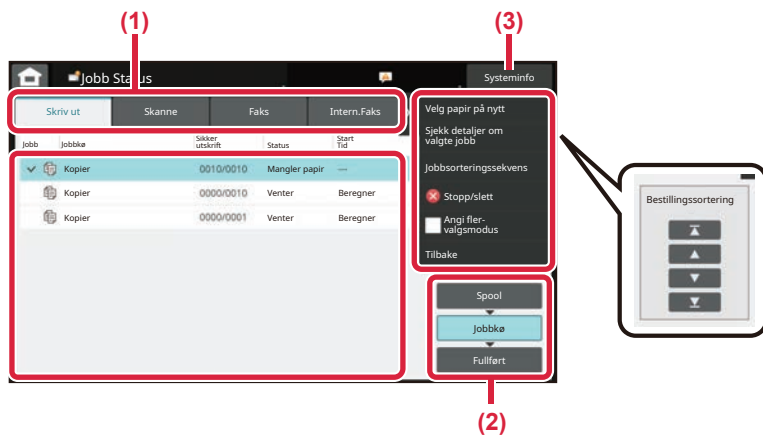 (1)
(3)
Jobb Status
Systeminfo
Skriv ut
Skanne
Faks
Intern.Faks
Jobb
Jobbkø
Sikker
utskrift
Status
Start
Tid
Kopier
0010/0010
Mangler papir
—
Kopier
0000/0010
Venter
Beregner
Kopier
0000/0001
Venter
Beregner
Velg papir på nytt
Sjekk detaljer om
valgte jobb
Jobbsorteringssekvens
Stopp/slett
Angi fler-
valgsmodus
Tilbake
Bestillingssortering
Spool
Jobbkø
Fullført
(2)